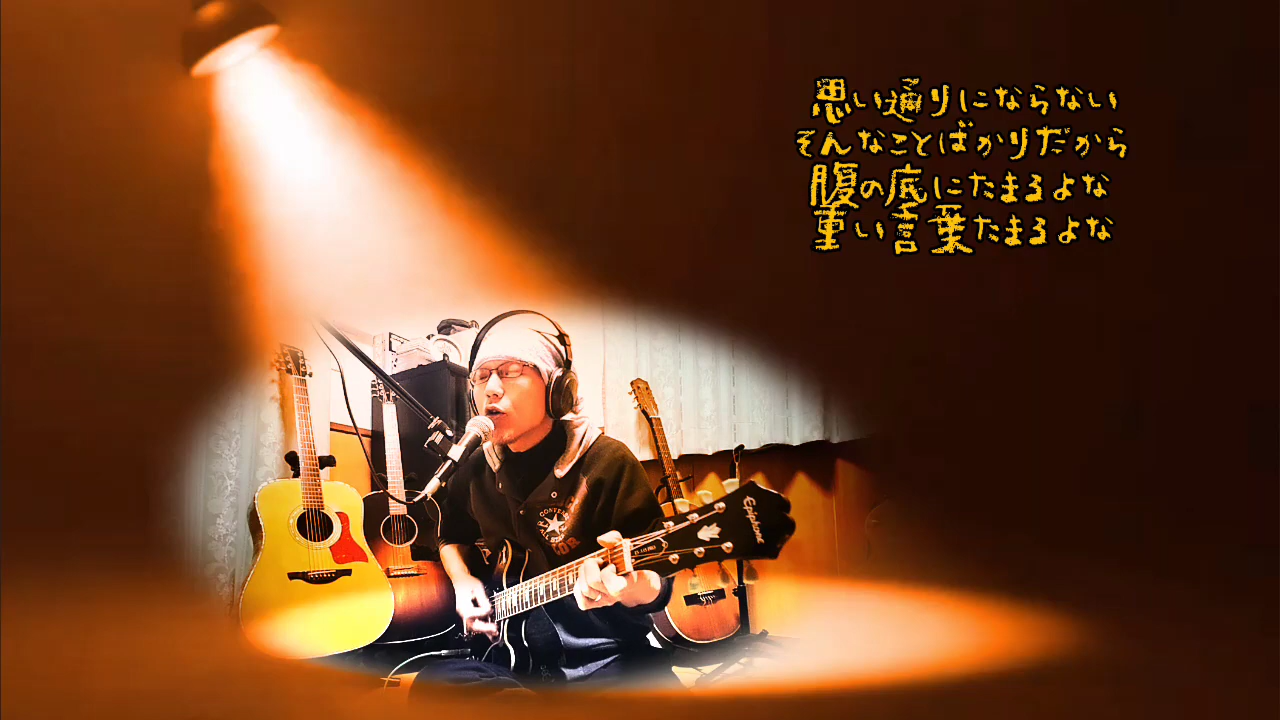 思い通りにならない
そんなことばかりだから
腹の底にたまるよな
重い言葉たまるよな
Epiphone
CONVERSE